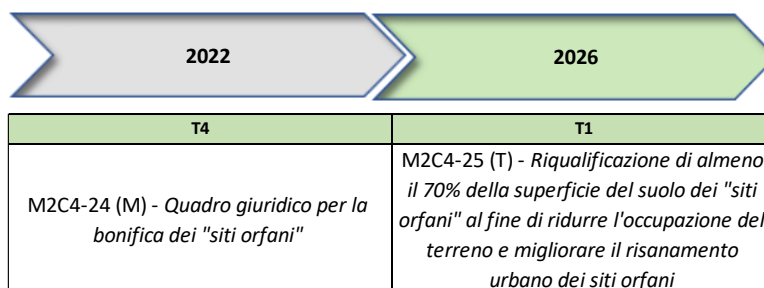 2022
2026
T4
T1
M2C4-24 (M) - Quadro giuridico per la
bonifica dei "siti orfani"
M2C4-25 (T) - Riqualificazione di almeno
il 70% della superficie del suolo dei "siti
orfani" al fine di ridurre l'occupazione del
terreno e migliorare il risanamento
urbano dei siti orfani